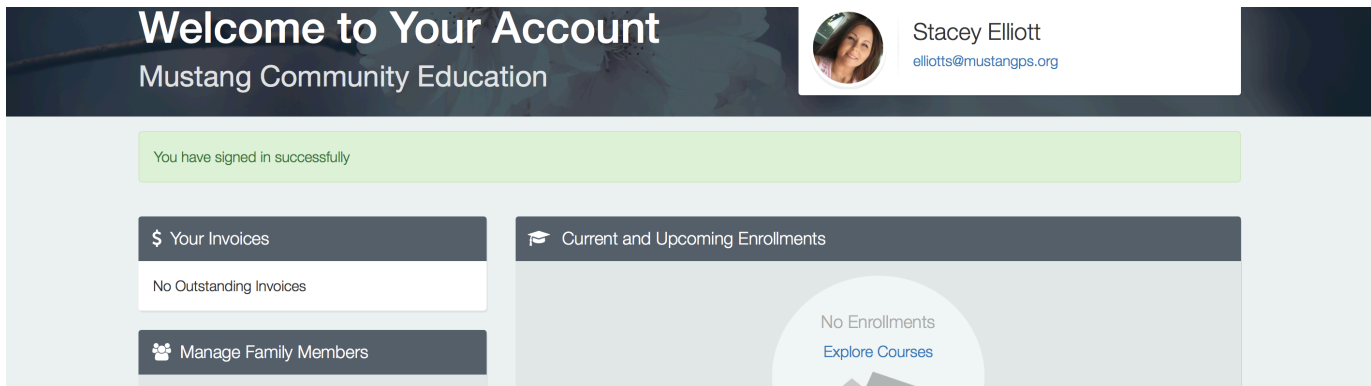 Welcome to Your Account
Mustang Community Education
Stacey Elliott
elliotts@mustangps.org
You have signed in successfully
$ Your Invoices
No Outstanding Invoices
Manage Family Members
Current and Upcoming Enrollments
No Enrollments
Explore Courses